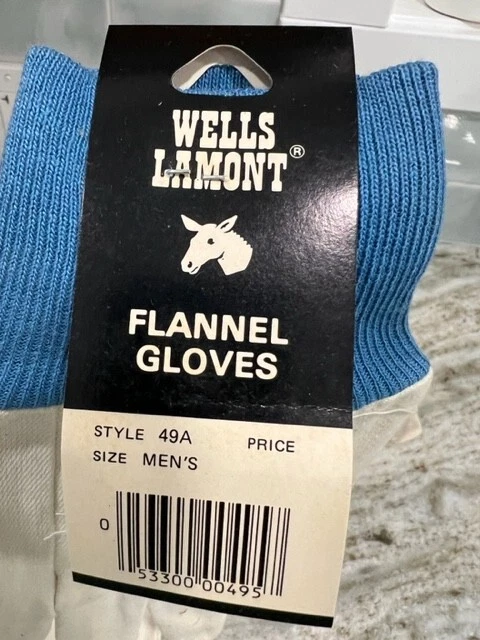 WELLS
LAMONT®
FLANNEL
GLOVES
STYLE 49A PRICE
SIZE MEN'S
0 53300 00495